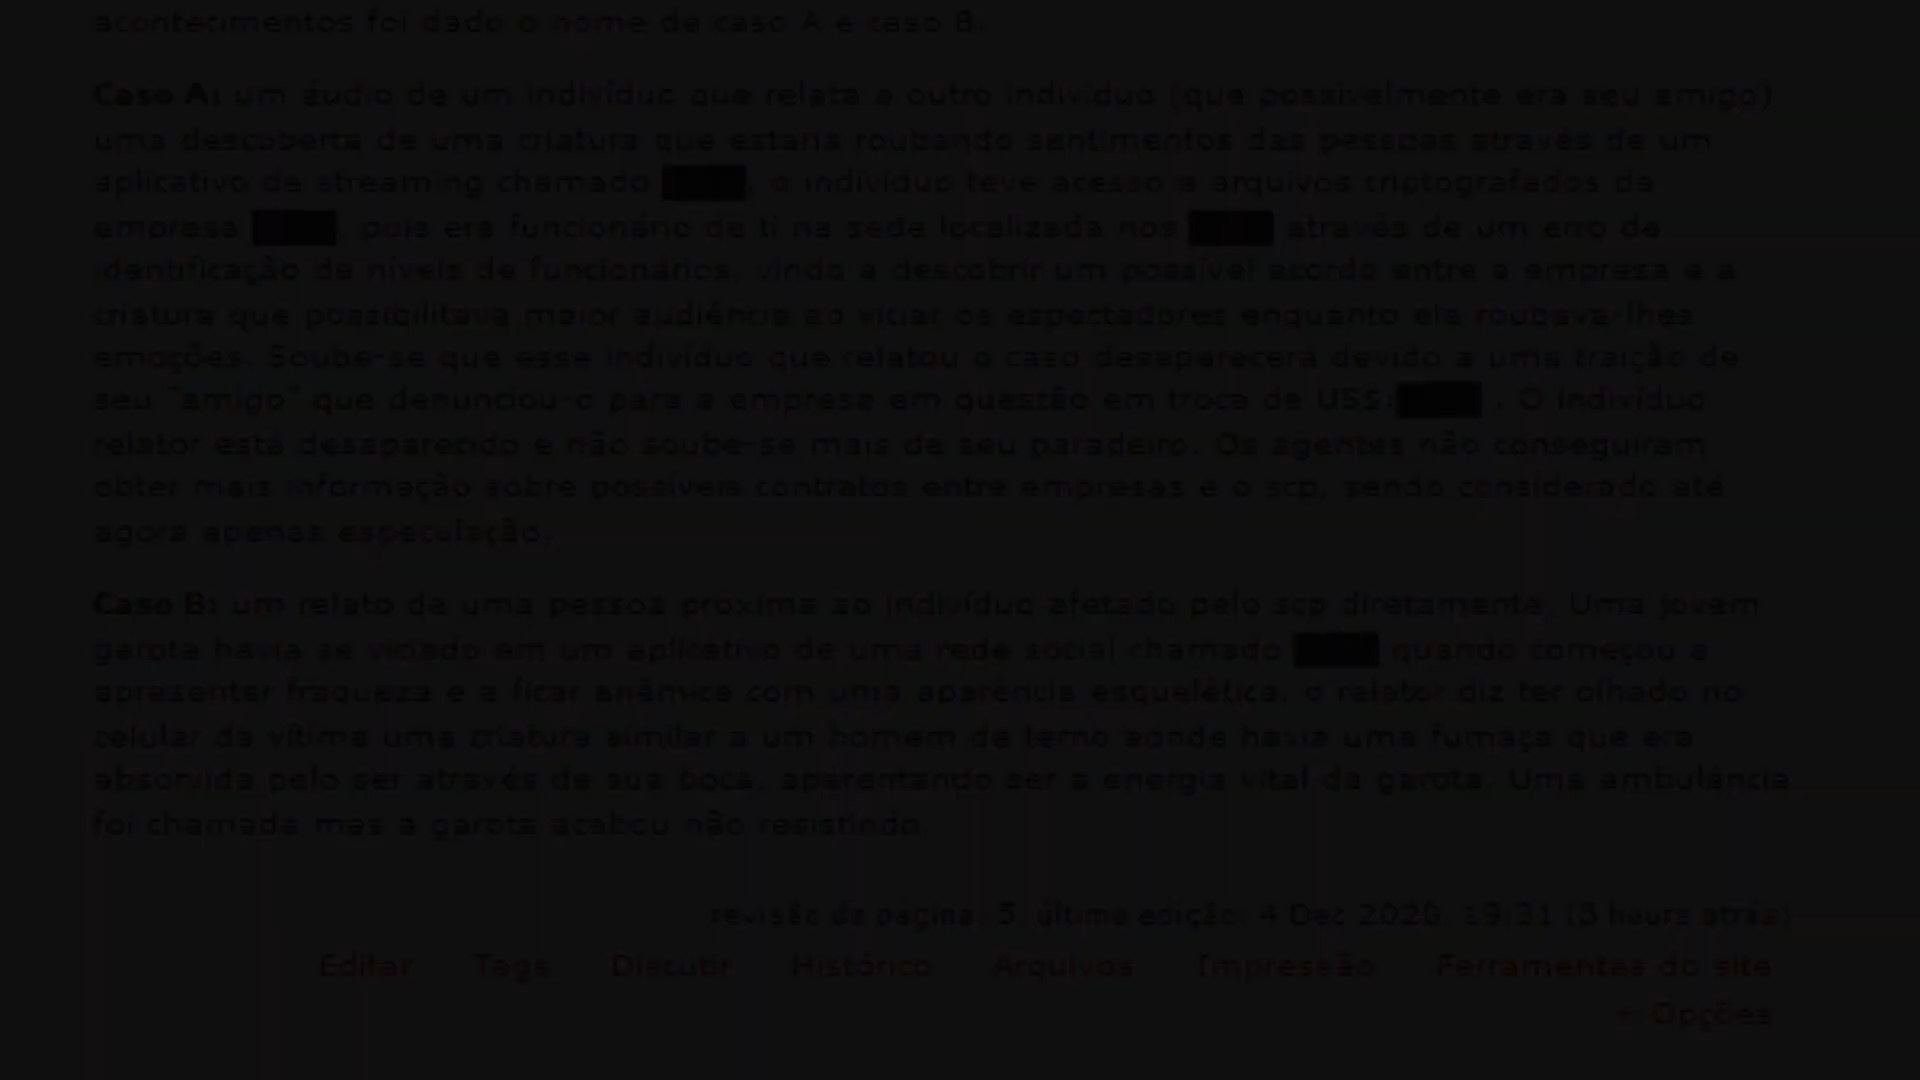 acontecimentos foi dado o nome de caso A e caso B.
Caso A: um áudio de um indivíduo que relata a outro indivíduo (que possivelmente era seu amigo)
uma descoberta de uma criatura que estaria roubando sentimentos das pessoas através de um
aplicativo de streaming chamado ████, o indivíduo teve acesso a arquivos criptografados da
empresa ████, pois era funcionário de ti na sede localizada nos ████ através de um erro de
identificação de níveis de funcionários, vindo a descobrir um possível acordo entre a empresa e a
criatura que possibilitava maior audiência ao viciar os espectadores enquanto ela roubava-lhes
emoções. Soube-se que esse indivíduo que relatou o caso desaparecerá devido a uma traição de
seu "amigo" que denunciou-o para a empresa em questão em troca de US$ ████ . O indivíduo
relator está desaparecido e não soube-se mais de seu paradeiro. Os agentes não conseguiram
obter mais informação sobre possíveis contratos entre empresas e o scp, sendo considerado até
agora apenas especulação.
Caso B: um relato de uma pessoa proxima ao indivíduo afetado pelo scp diretamente. Uma jovem
garota havia se viciado em um aplicativo de uma rede social chamado ████ quando começou a
apresentar fraqueza e a ficar anêmica com uma aparência esquelética, o relator diz ter olhado no
celular da vítima uma criatura similar a um homem de terno aonde havia uma fumaça que era
absorvida pelo ser através de sua boca, aparentando ser a energia vital da garota. Uma ambulância
foi chamada mas a garota acabou não resistindo
revisão da página: 5, última edição: 4 Dec 2020, 19:31 (5 hours atrás)
Editar Tags Discutir Histórico Arquivos Impressão Ferramentas do site
+ Opções